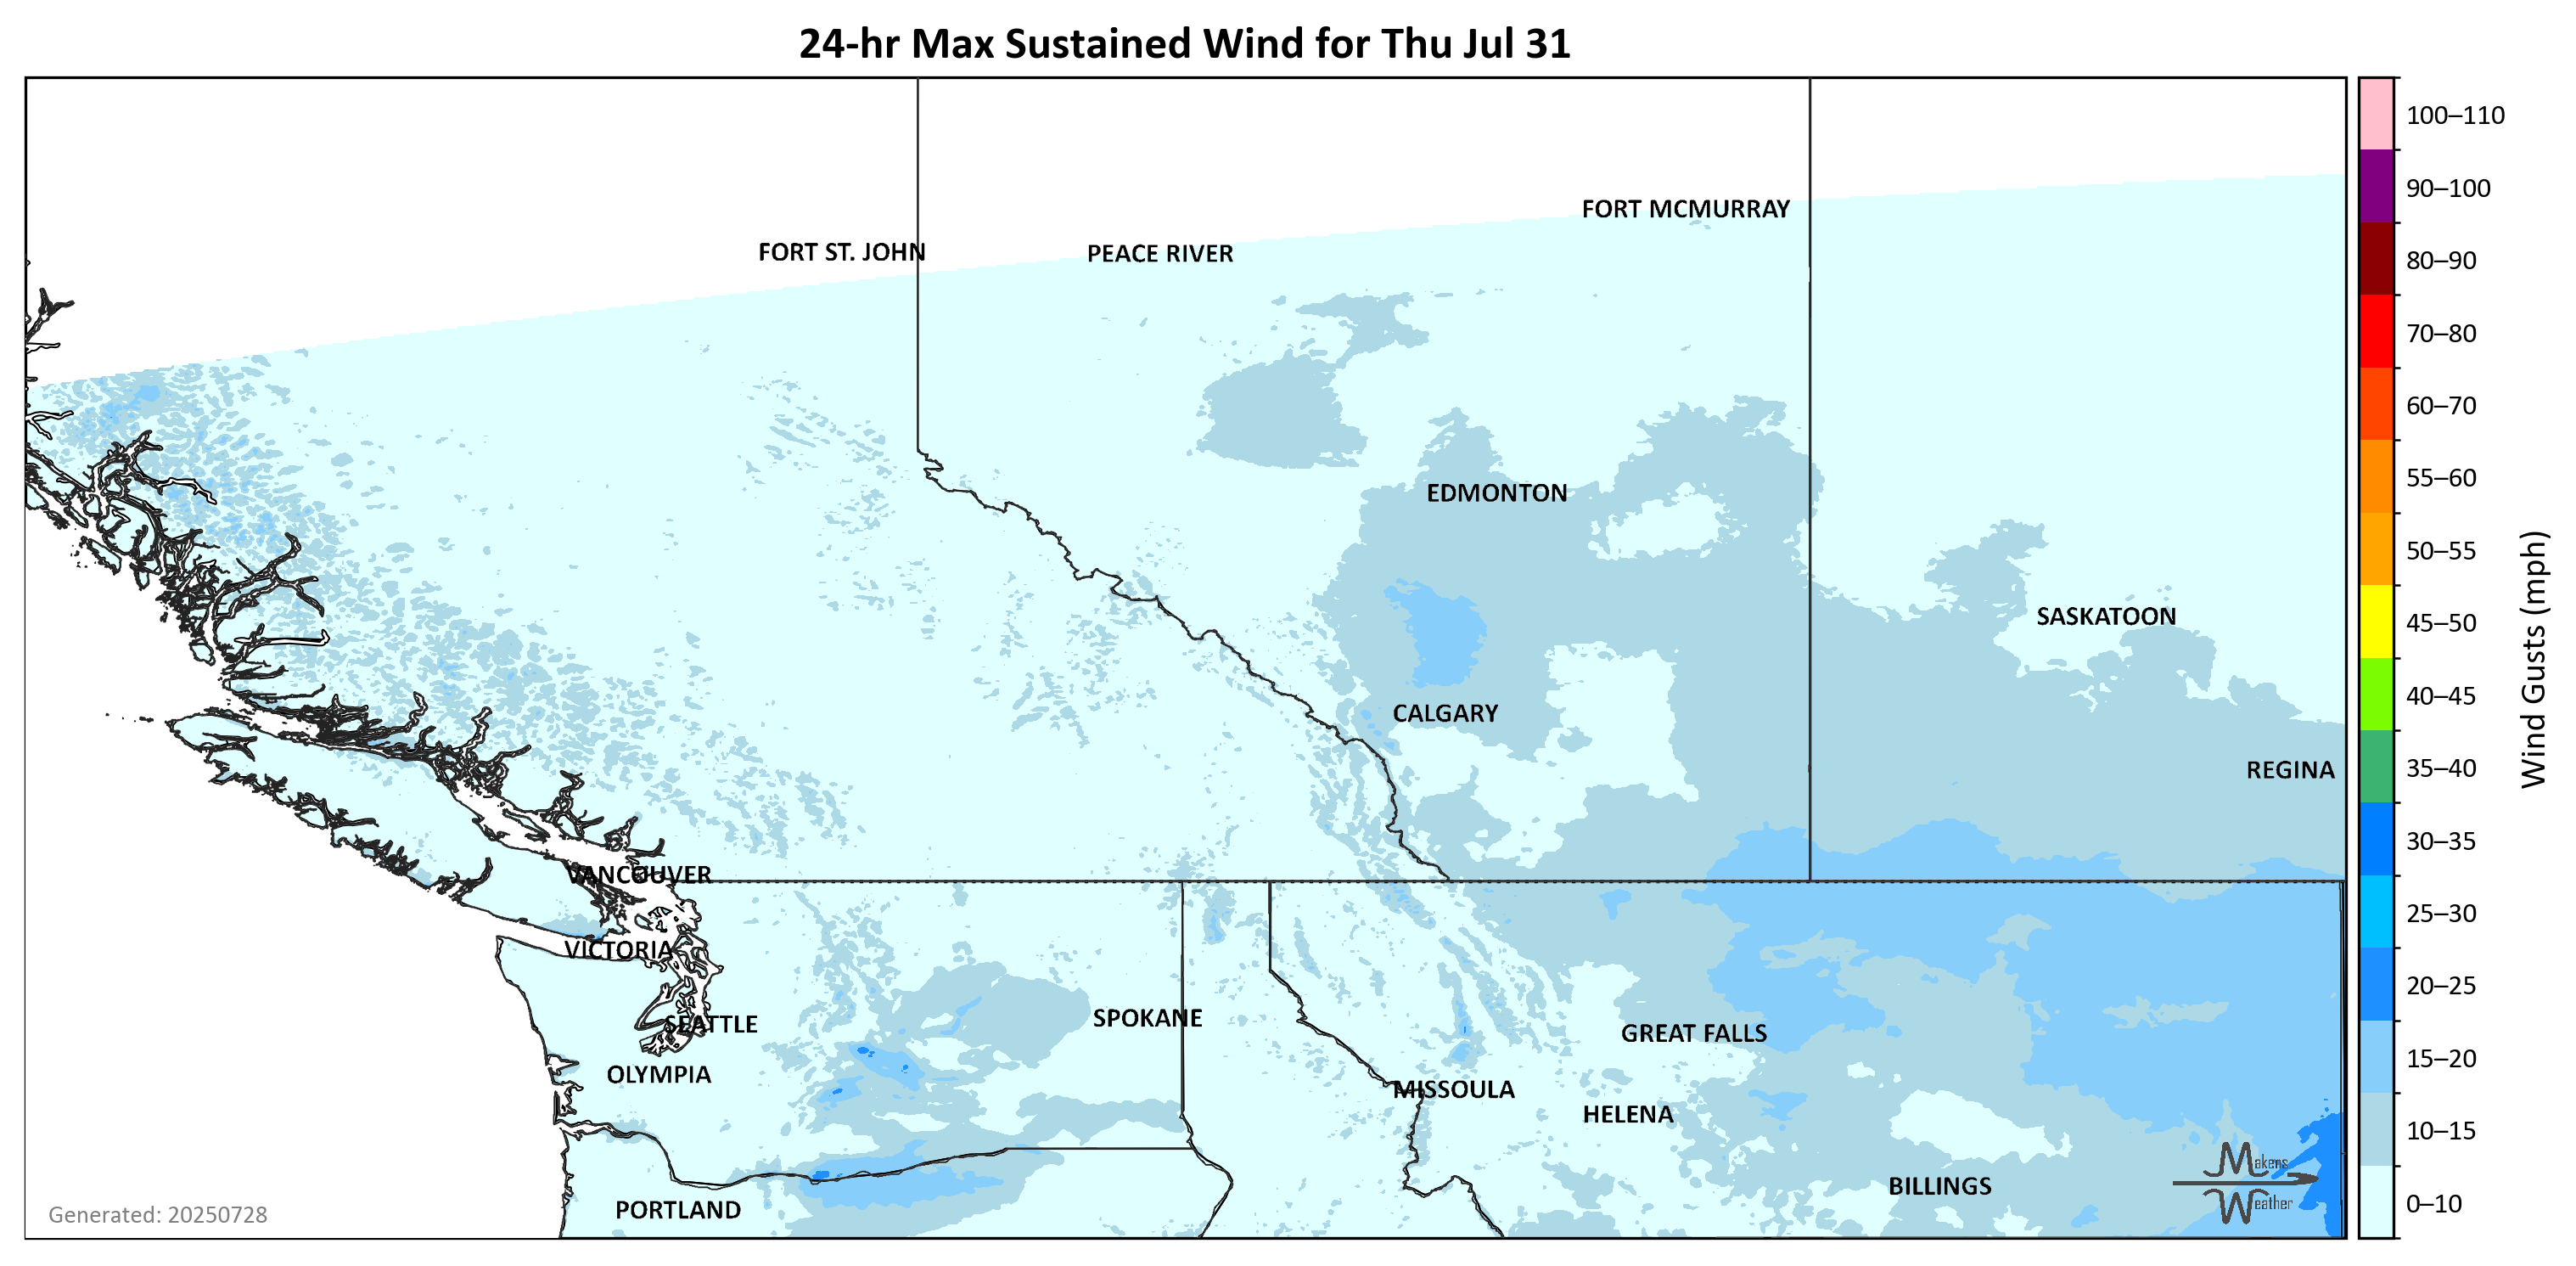 24-hr Max Sustained Wind for Thu Jul 31
100–110
90–100
80–90
70–80
60–70
55–60
50–55
45–50
40–45
35–40
30–35
25–30
20–25
15–20
10–15
0–10
Wind Gusts (mph)
FORT MCMURRAY
FORT ST. JOHN
PEACE RIVER
EDMONTON
SASKATOON
CALGARY
REGINA
VANCOUVER
VICTORIA
SEATTLE
SPOKANE
GREAT FALLS
OLYMPIA
MISSOULA
HELENA
BILLINGS
PORTLAND
Makers
Weather
Generated: 20250728